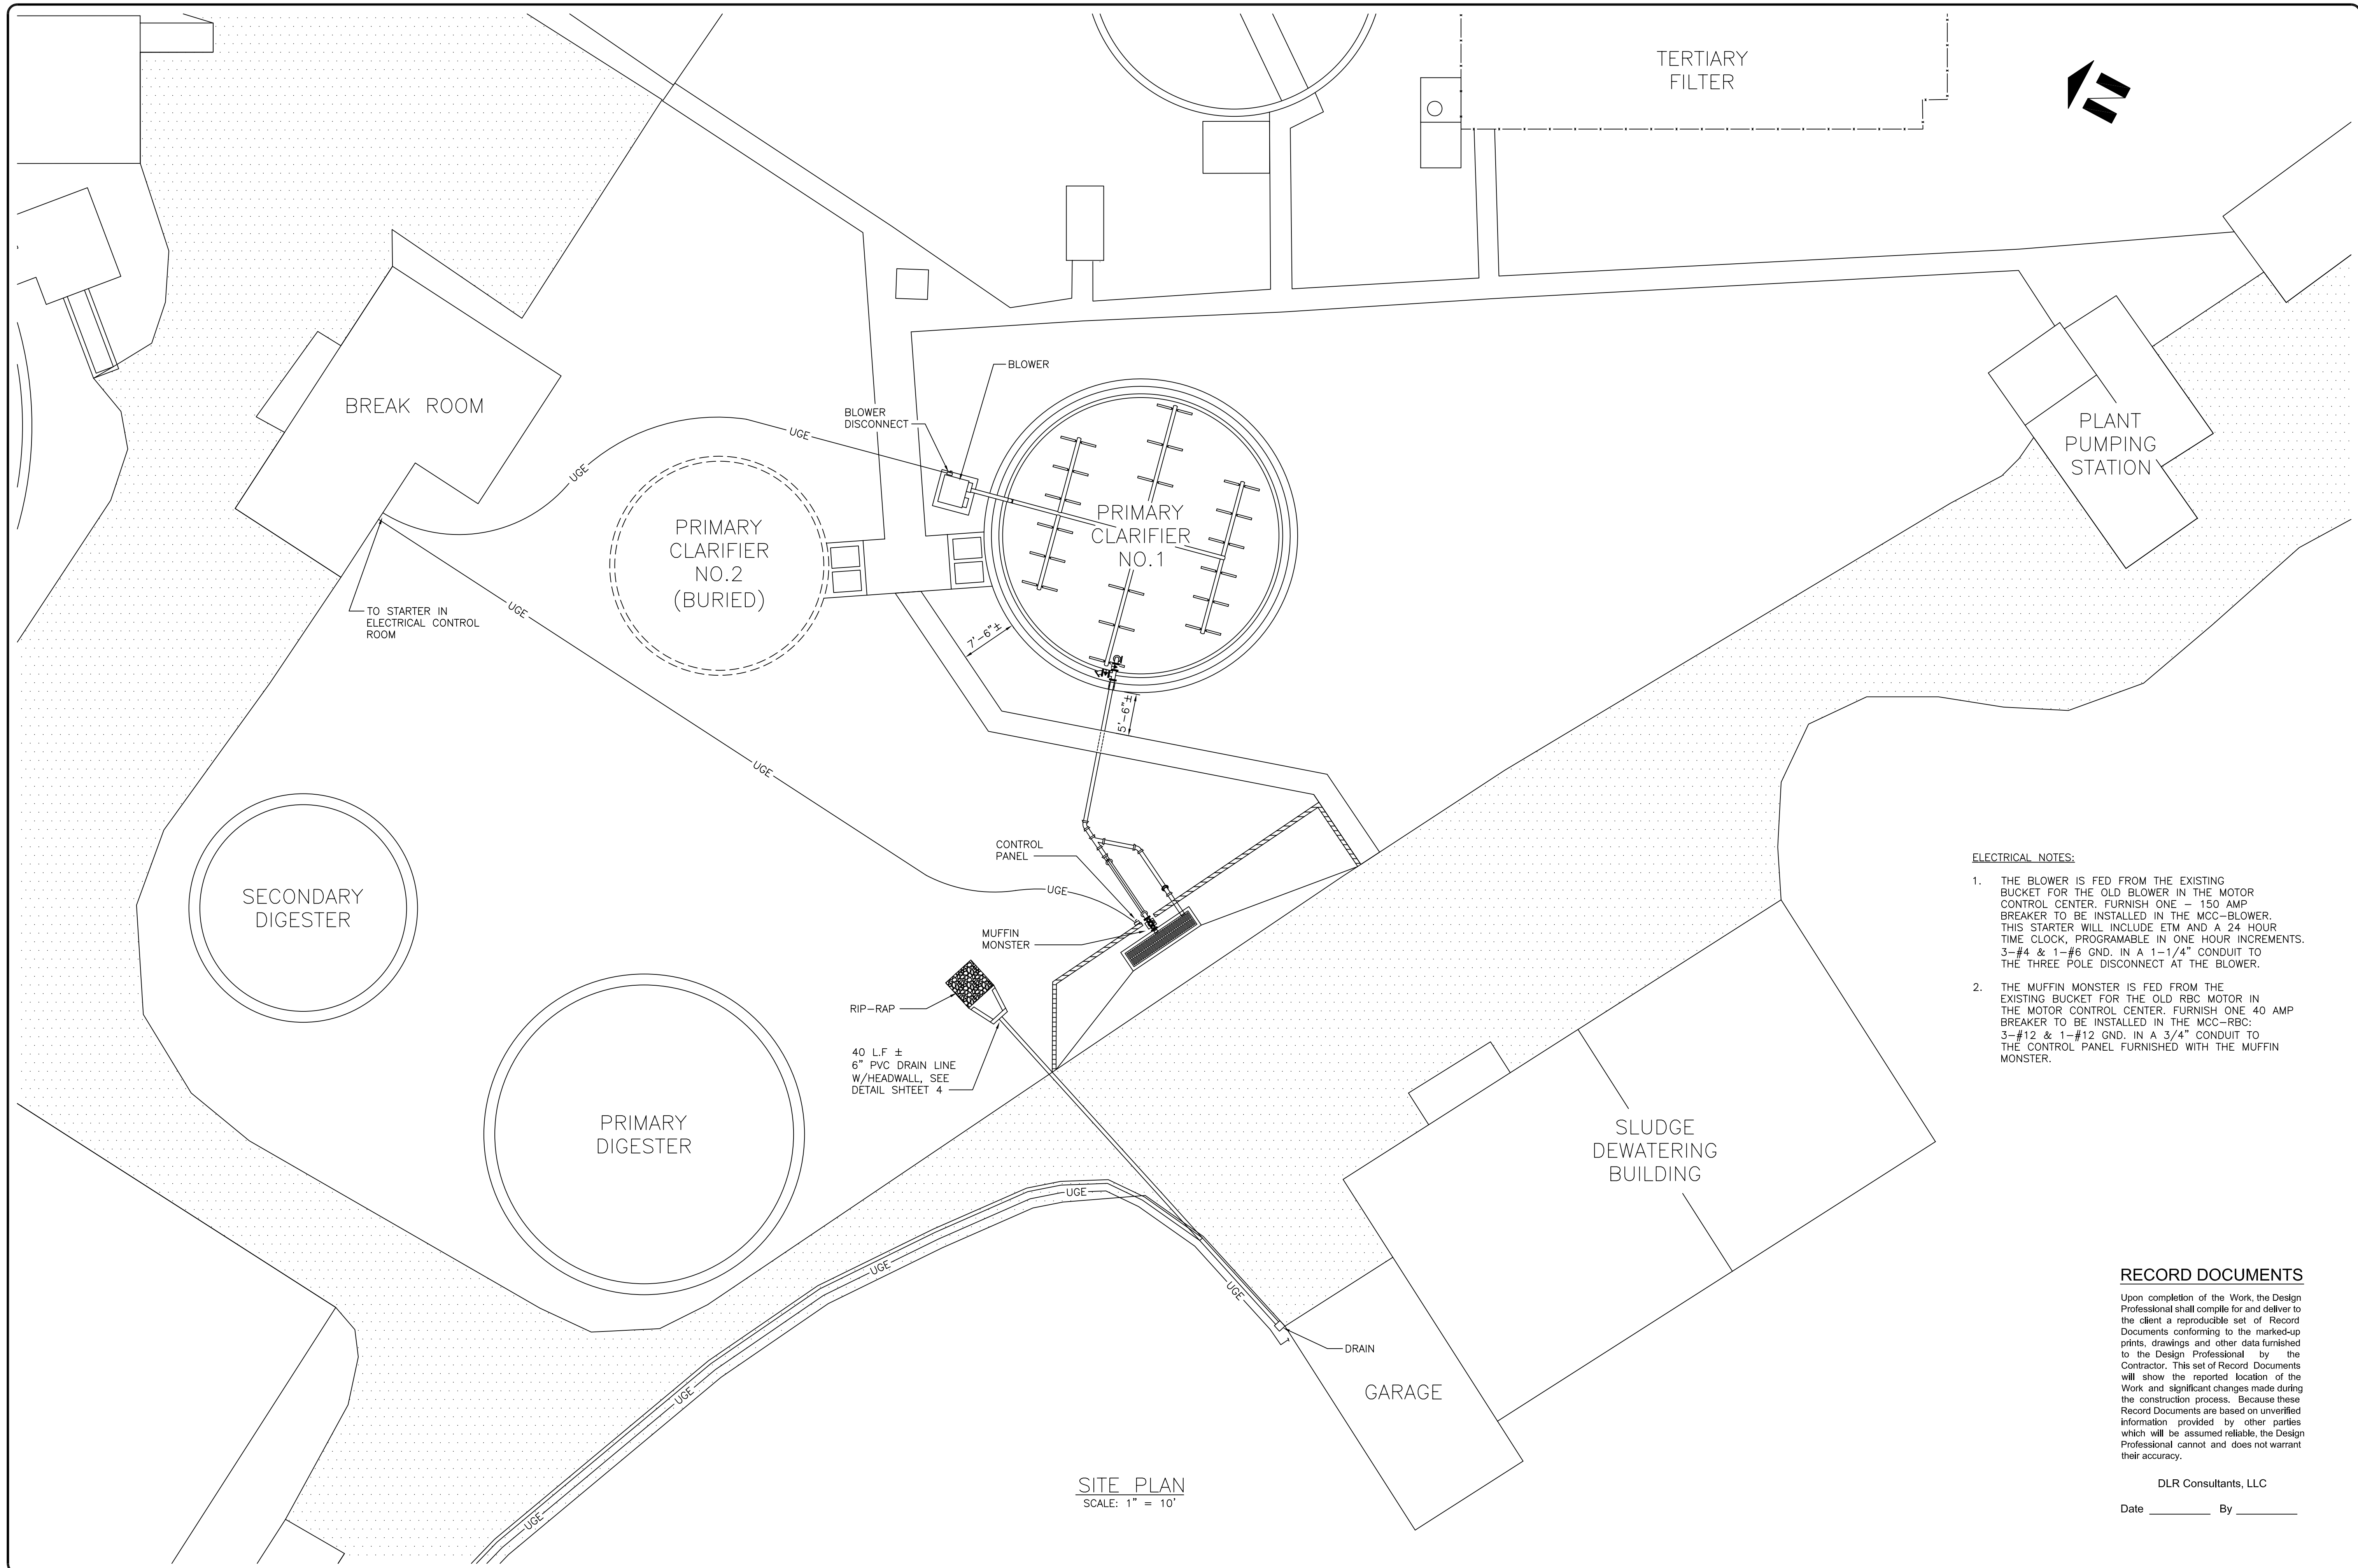 TERTIARY
FILTER
BREAK ROOM
BLOWER
BLOWER
DISCONNECT
UGE
UGE
PRIMARY
CLARIFIER
NO.1
PRIMARY
CLARIFIER
NO.2
(BURIED)
PLANT
PUMPING
STATION
TO STARTER IN
ELECTRICAL CONTROL
ROOM
UGE
7'-6"±
5'-6"±
UGE
CONTROL
PANEL
UGE
MUFFIN
MONSTER
SECONDARY
DIGESTER
RIP-RAP
40 L.F ±
6" PVC DRAIN LINE
W/HEADWALL, SEE
DETAIL SHTEET 4
PRIMARY
DIGESTER
SLUDGE
DEWATERING
BUILDING
UGE
UGE
UGE
UGE
UGE
DRAIN
GARAGE
SITE PLAN
SCALE: 1" = 10'
ELECTRICAL NOTES:
1. THE BLOWER IS FED FROM THE EXISTING
BUCKET FOR THE OLD BLOWER IN THE MOTOR
CONTROL CENTER. FURNISH ONE - 150 AMP
BREAKER TO BE INSTALLED IN THE MCC-BLOWER.
THIS STARTER WILL INCLUDE ETM AND A 24 HOUR
TIME CLOCK, PROGRAMABLE IN ONE HOUR INCREMENTS.
3-#4 & 1-#6 GND. IN A 1-1/4" CONDUIT TO
THE THREE POLE DISCONNECT AT THE BLOWER.
2. THE MUFFIN MONSTER IS FED FROM THE
EXISTING BUCKET FOR THE OLD RBC MOTOR IN
THE MOTOR CONTROL CENTER. FURNISH ONE 40 AMP
BREAKER TO BE INSTALLED IN THE MCC-RBC:
3-#12 & 1-#12 GND. IN A 3/4" CONDUIT TO
THE CONTROL PANEL FURNISHED WITH THE MUFFIN
MONSTER.
RECORD DOCUMENTS
Upon completion of the Work, the Design
Professional shall compile for and deliver to
the client a reproducible set of Record
Documents conforming to the marked-up
prints, drawings and other data furnished
to the Design Professional by the
Contractor. This set of Record Documents
will show the reported location of the
Work and significant changes made during
the construction process. Because these
Record Documents are based on unverified
information provided by other parties
which will be assumed reliable, the Design
Professional cannot and does not warrant
their accuracy.
DLR Consultants, LLC
Date __________ By __________